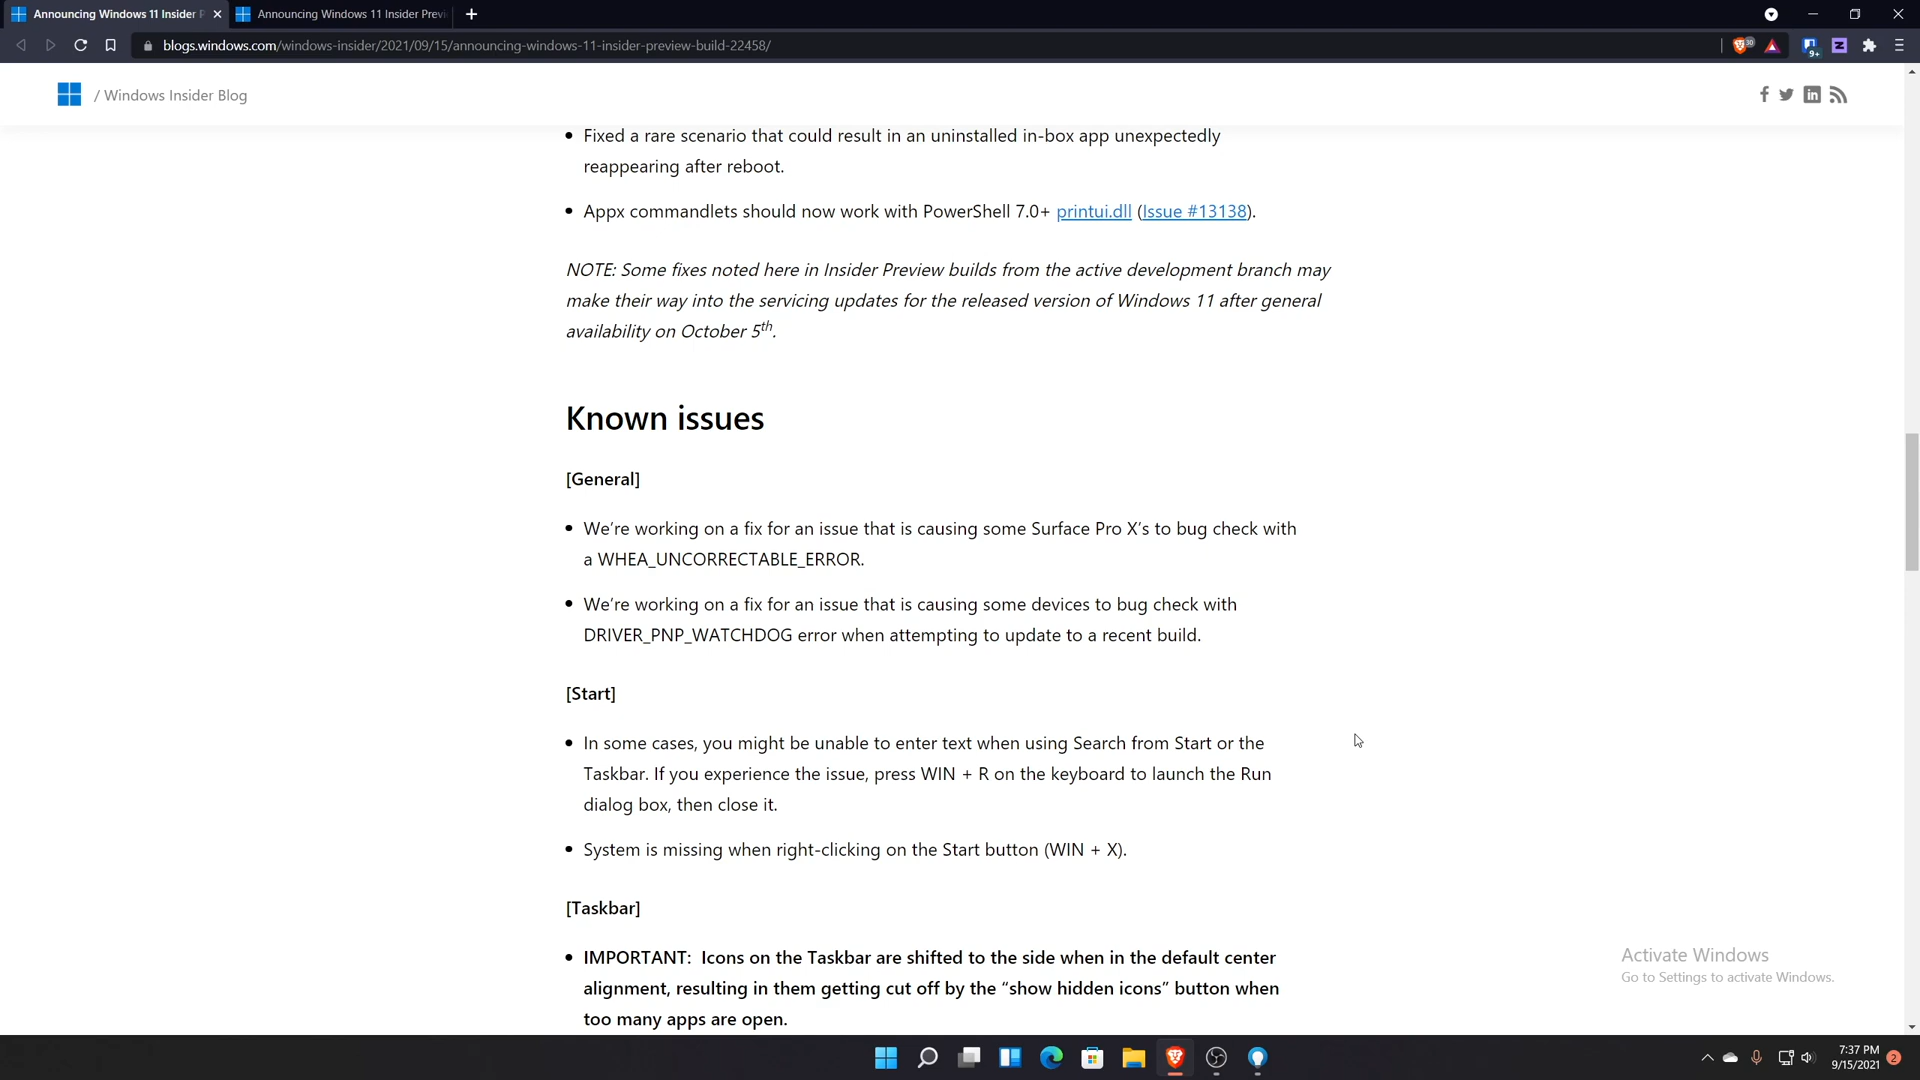 Announcing Windows 11 Insider P
Announcing Windows 11 Insider Previ
blogs.windows.com/windows-insider/2021/09/15/announcing-windows-11-insider-preview-build-22458/
30
9+
/ Windows Insider Blog
• Fixed a rare scenario that could result in an uninstalled in-box app unexpectedly
reappearing after reboot.
• Appx commandlets should now work with PowerShell 7.0+ printui.dll (Issue #13138).
NOTE: Some fixes noted here in Insider Preview builds from the active development branch may
make their way into the servicing updates for the released version of Windows 11 after general
availability on October 5th.
Known issues
[General]
• We’re working on a fix for an issue that is causing some Surface Pro X’s to bug check with
a WHEA_UNCORRECTABLE_ERROR.
• We’re working on a fix for an issue that is causing some devices to bug check with
DRIVER_PNP_WATCHDOG error when attempting to update to a recent build.
[Start]
• In some cases, you might be unable to enter text when using Search from Start or the
Taskbar. If you experience the issue, press WIN + R on the keyboard to launch the Run
dialog box, then close it.
• System is missing when right-clicking on the Start button (WIN + X).
[Taskbar]
• IMPORTANT:  Icons on the Taskbar are shifted to the side when in the default center
alignment, resulting in them getting cut off by the “show hidden icons” button when
too many apps are open.
Activate Windows
Go to Settings to activate Windows.
7:37 PM
9/15/2021
2